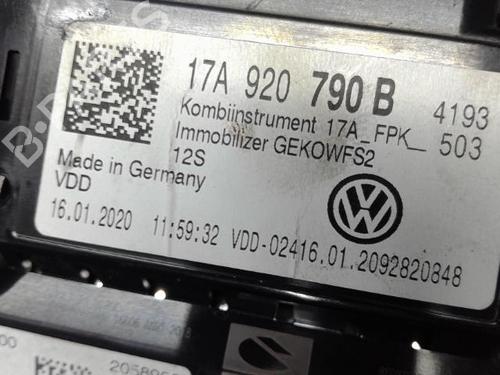 17A 920 790 B 4193
Kombiinstrument 17A_FPK_ 503
Immobilizer GEKOWFS2
12S
Made in Germany
VDD
16.01.2020 11:59:32 VDD-02416.01.2092820848